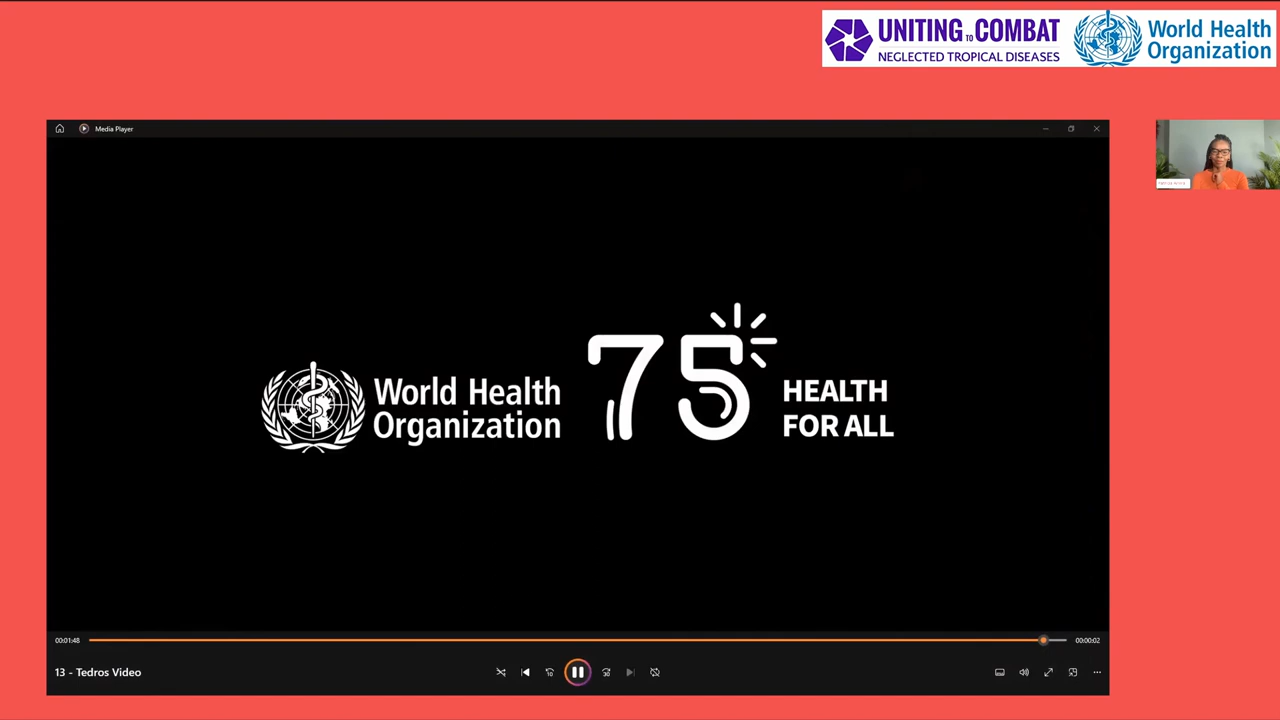 UNITING TO COMBAT
NEGLECTED TROPICAL DISEASES
World Health
Organization
Media Player
World Health
Organization
75
HEALTH
FOR ALL
00:01:48
00:00:02
13 - Tedros Video